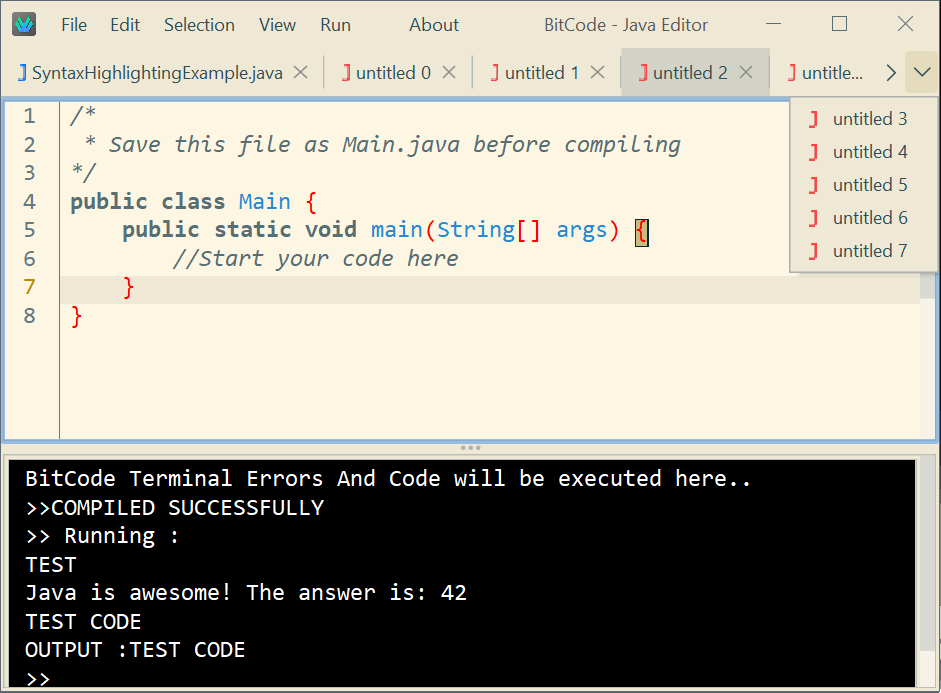 File Edit Selection View Run About BitCode - Java Editor
SyntaxHighlightingExample.java untitled 0 untitled 1 untitled 2 untitle...
untitled 3
untitled 4
untitled 5
untitled 6
untitled 7
1 /*
2  * Save this file as Main.java before compiling
3 */
4 public class Main {
5     public static void main(String[] args) {
6         //Start your code here
7     }
8 }
BitCode Terminal Errors And Code will be executed here..
>>COMPILED SUCCESSFULLY
>> Running :
TEST
Java is awesome! The answer is: 42
TEST CODE
OUTPUT :TEST CODE
>>